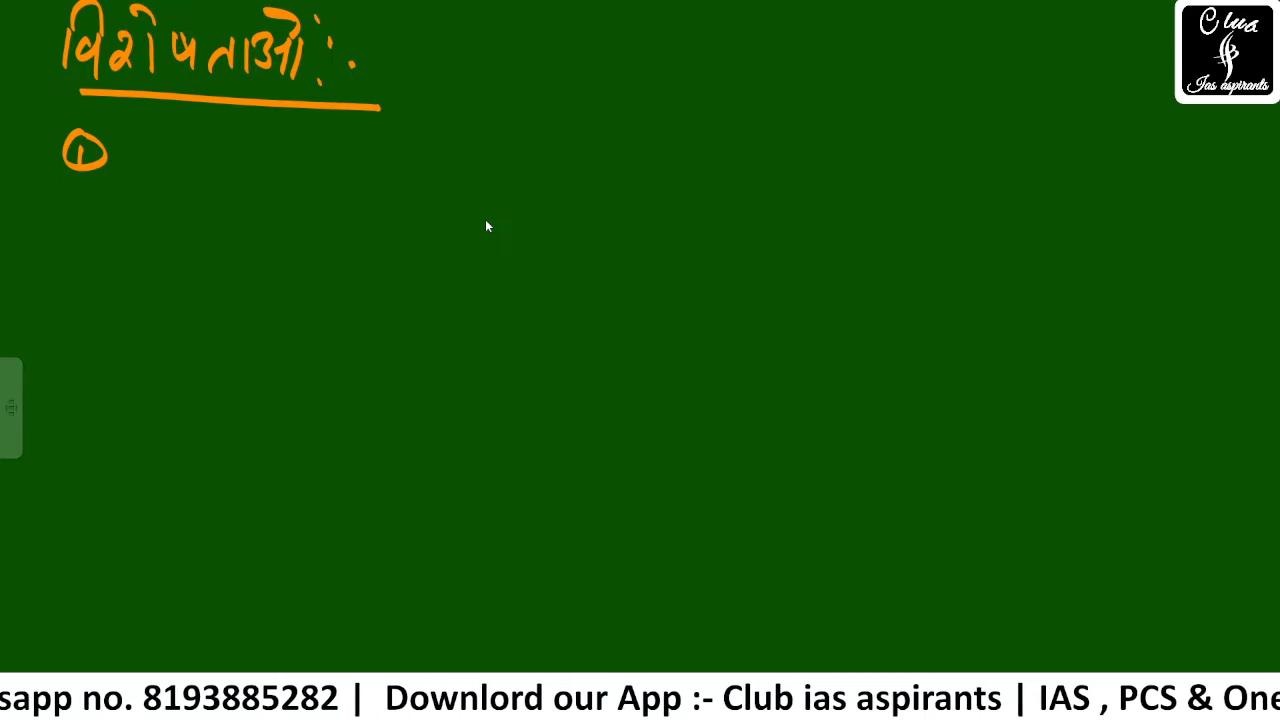 विशेषताओं :-
①
Club
Ias aspirants
sapp no. 8193885282 | Downlord our App :- Club ias aspirants | IAS , PCS & One